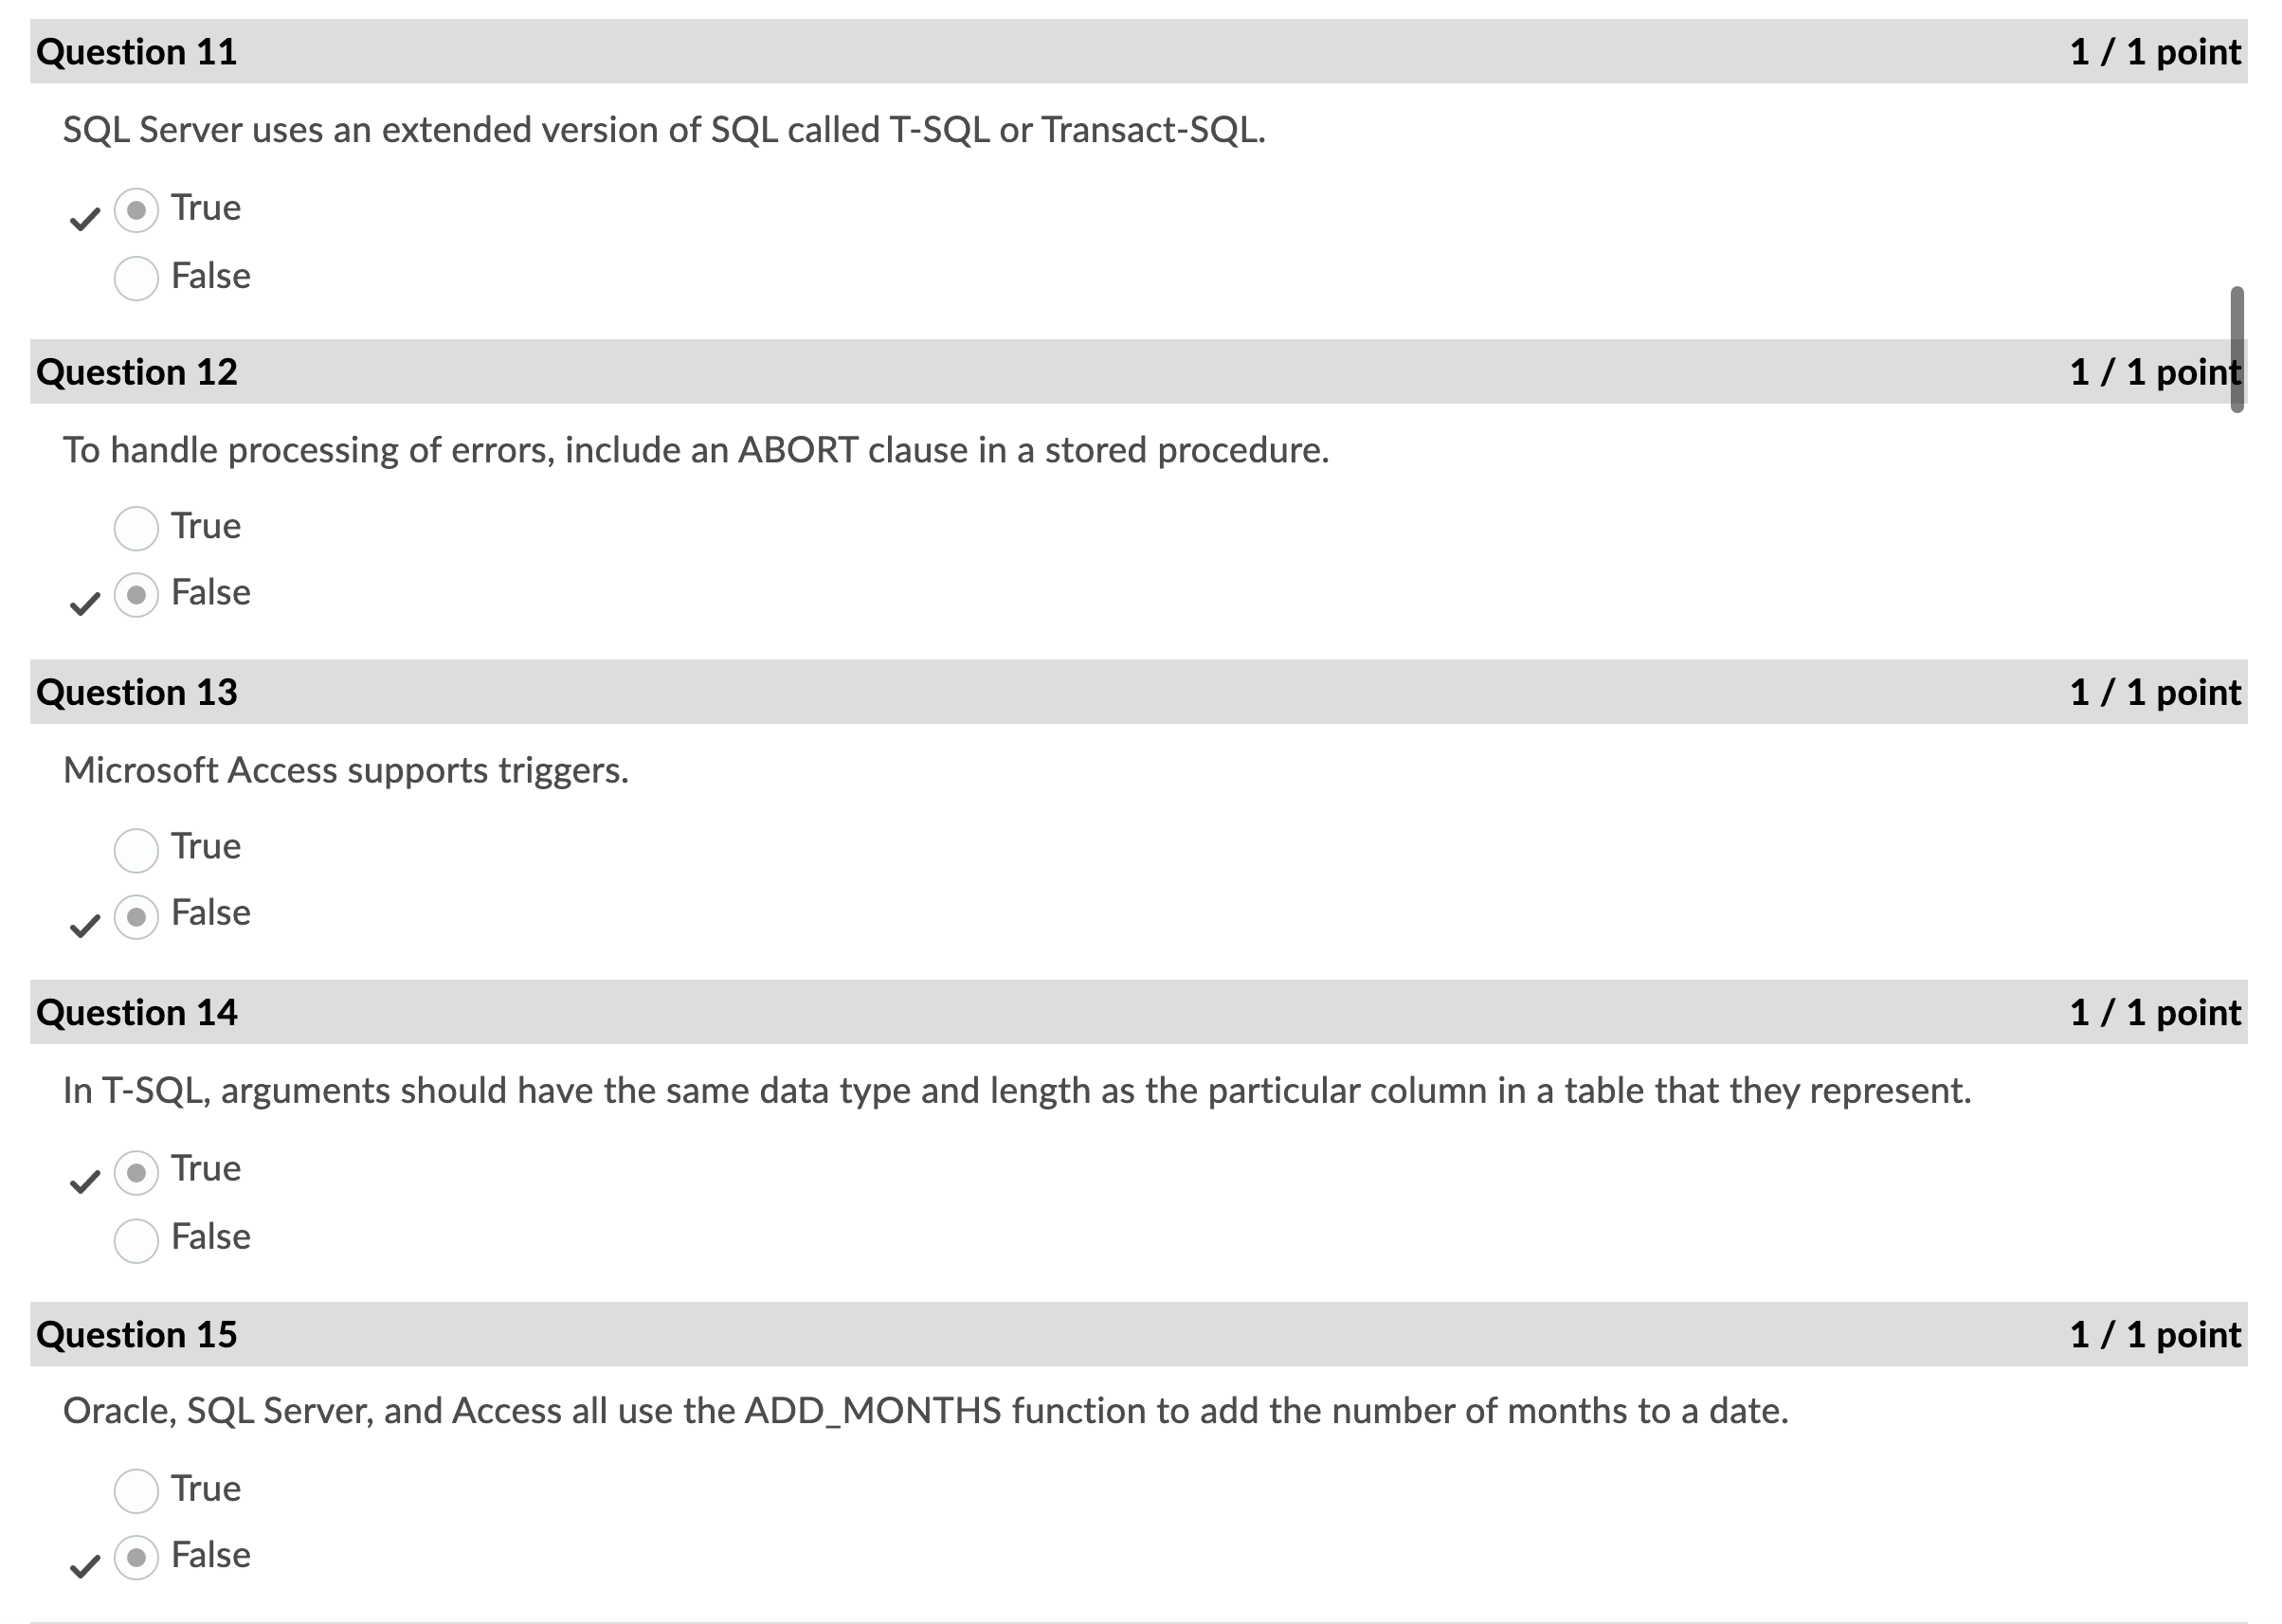 Question 11 1 / 1 point
SQL Server uses an extended version of SQL called T-SQL or Transact-SQL.
True
False
Question 12 1 / 1 point
To handle processing of errors, include an ABORT clause in a stored procedure.
True
False
Question 13 1 / 1 point
Microsoft Access supports triggers.
True
False
Question 14 1 / 1 point
In T-SQL, arguments should have the same data type and length as the particular column in a table that they represent.
True
False
Question 15 1 / 1 point
Oracle, SQL Server, and Access all use the ADD_MONTHS function to add the number of months to a date.
True
False